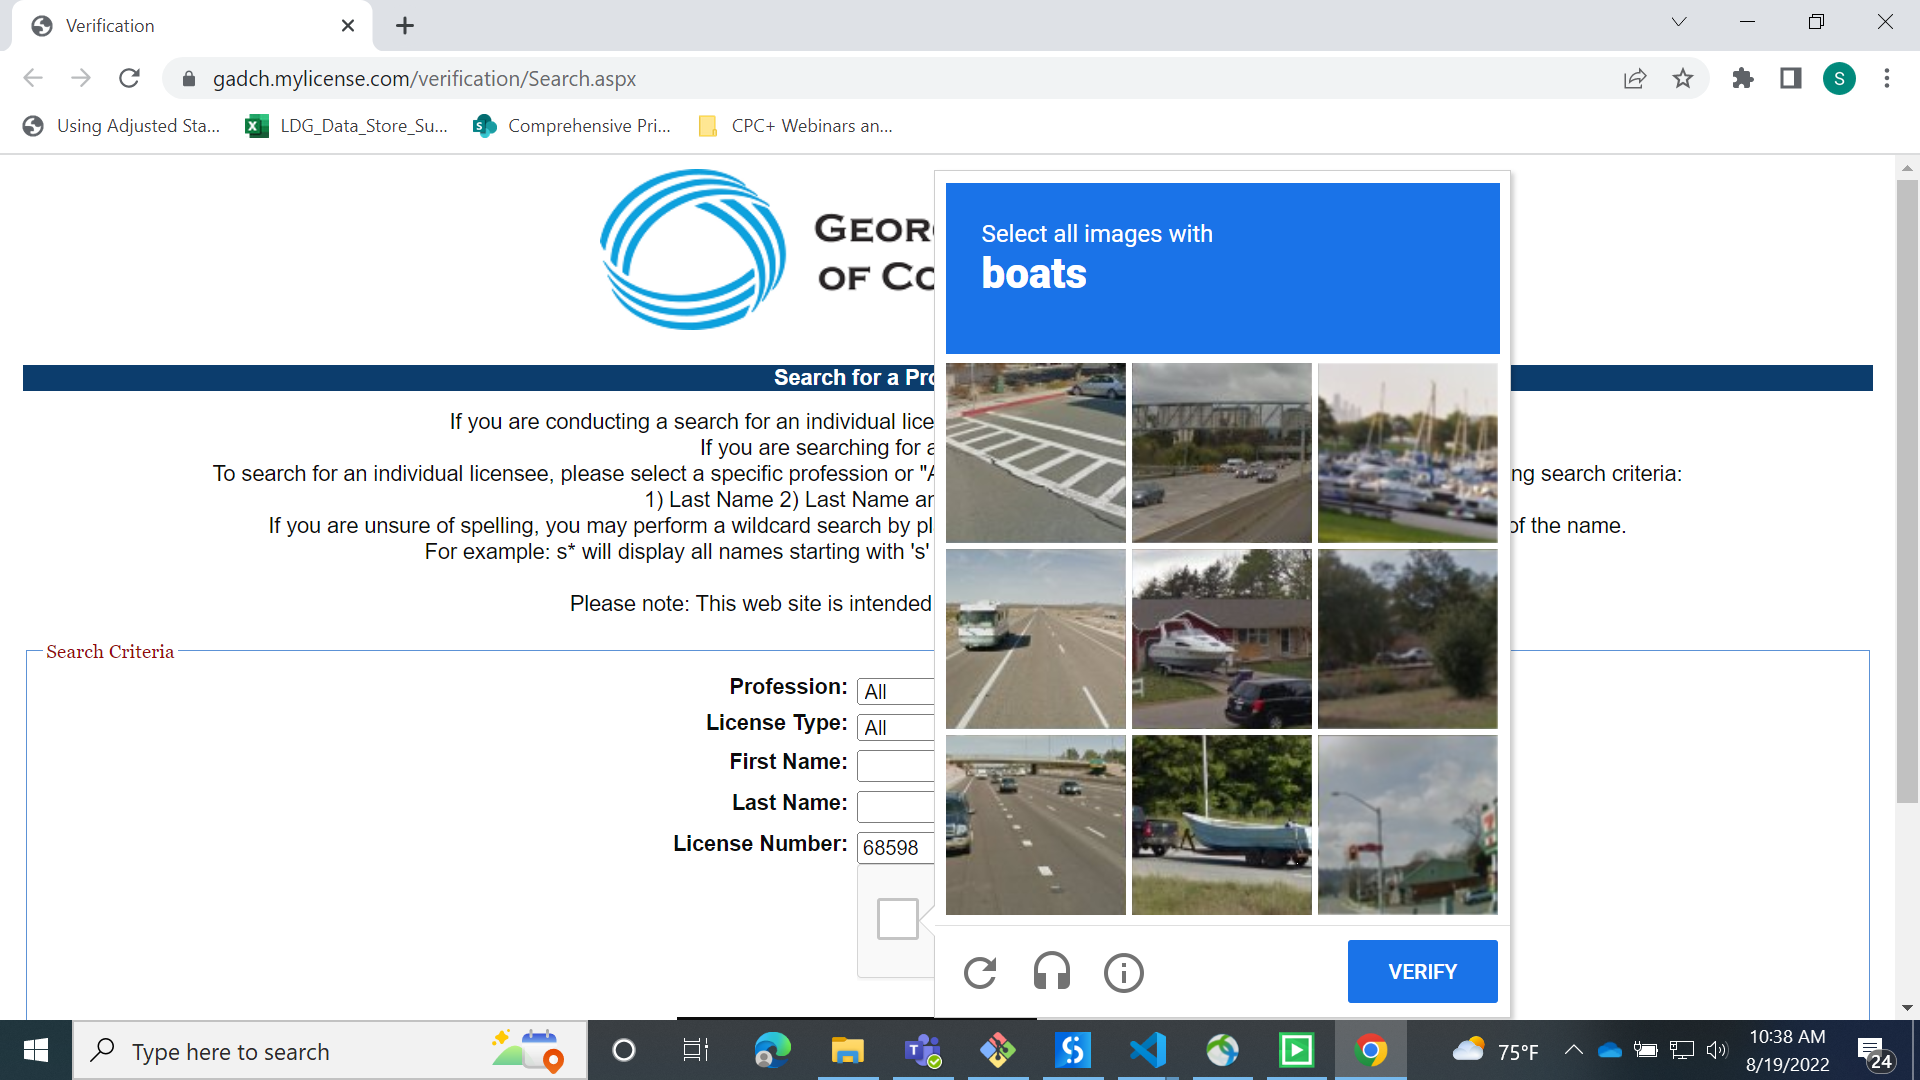 Verification
gadch.mylicense.com/verification/Search.aspx
S
Using Adjusted Sta...
LDG_Data_Store_Su...
Comprehensive Pri...
CPC+ Webinars an...
GEOR
OF CO
Search for a Pro
If you are conducting a search for an individual lice
If you are searching for a
To search for an individual licensee, please select a specific profession or "A
ng search criteria:
1) Last Name 2) Last Name an
If you are unsure of spelling, you may perform a wildcard search by pl
of the name.
For example: s* will display all names starting with 's'
Please note: This web site is intended
Search Criteria
Profession:
All
License Type:
All
First Name:
Last Name:
License Number:
68598
Select all images with
boats
VERIFY
Type here to search
75°F
10:38 AM
8/19/2022
24